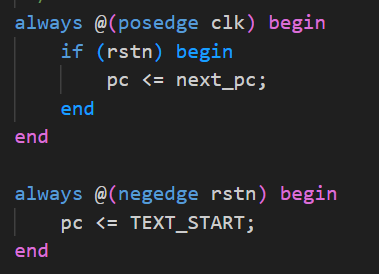 always @(posedge clk) begin
    if (rstn) begin
        pc <= next_pc;
    end
end

always @(negedge rstn) begin
    pc <= TEXT_START;
end